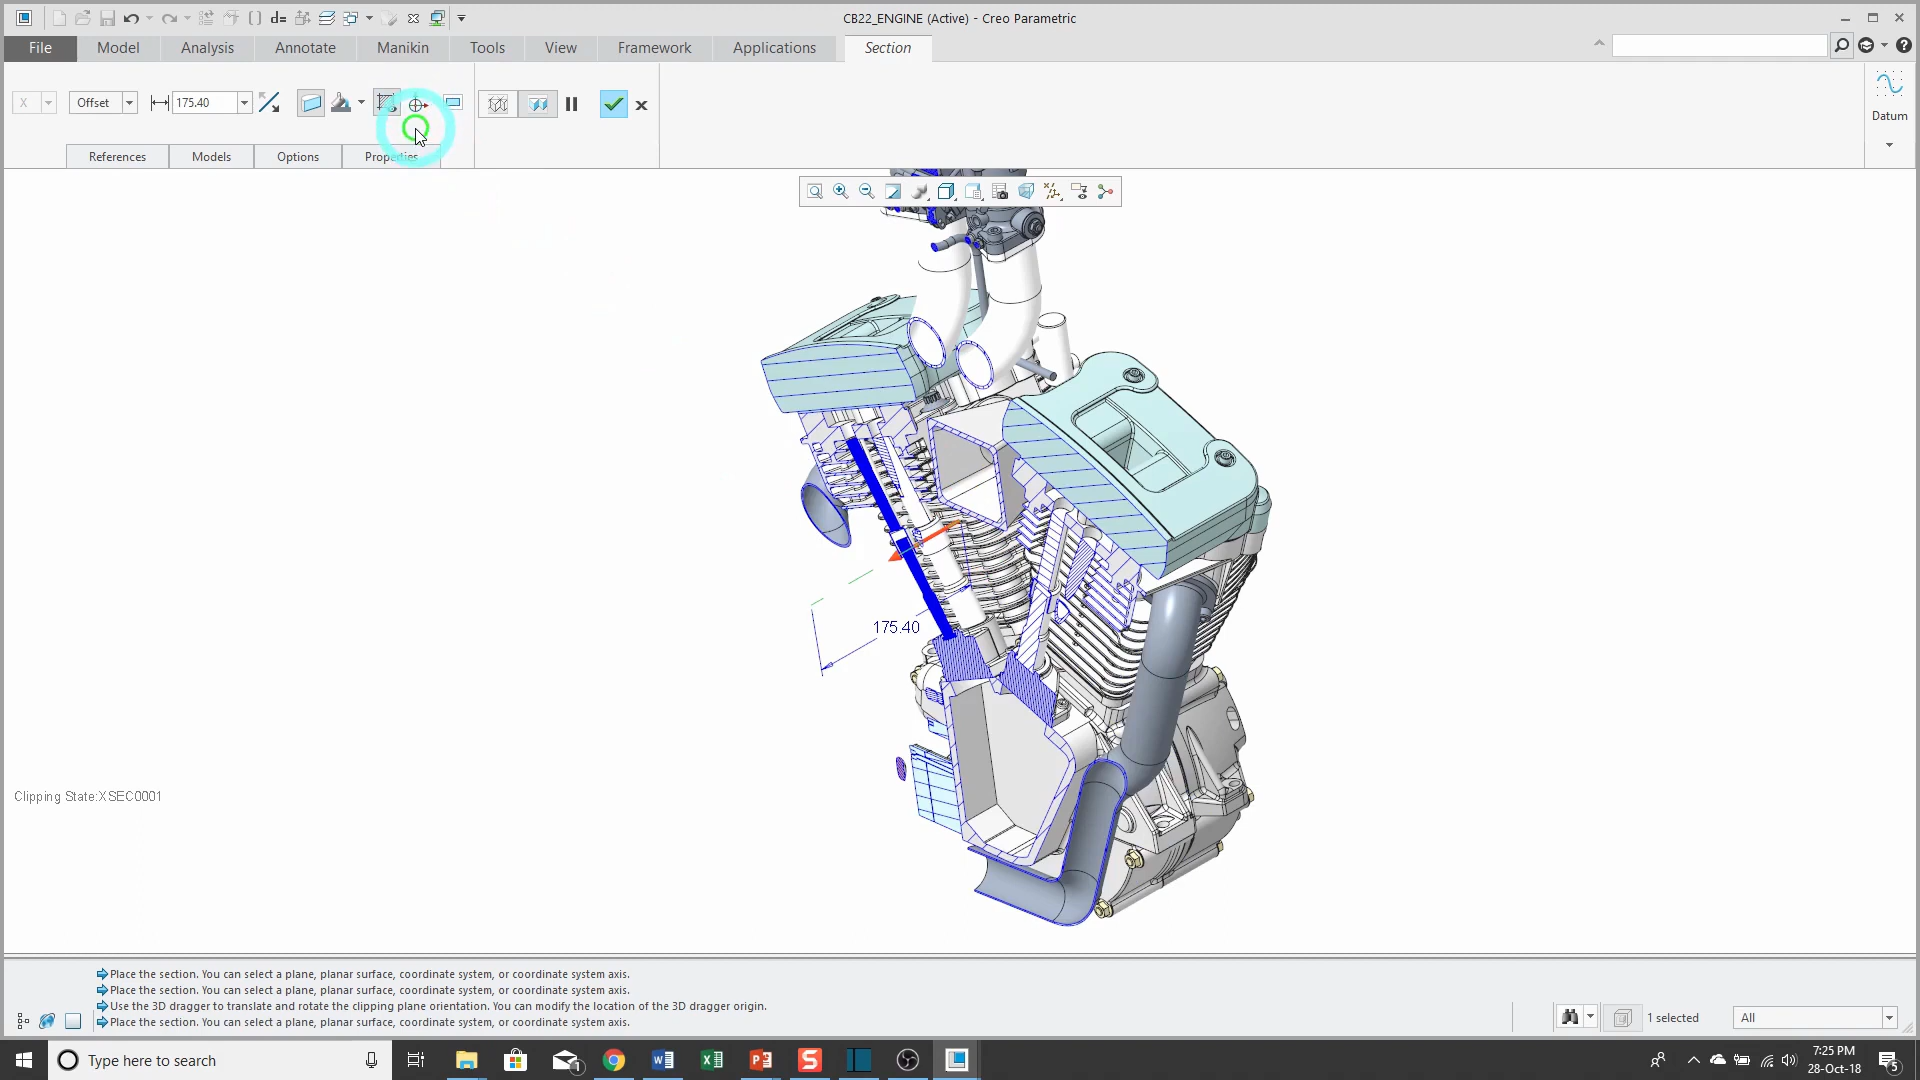 CB22_ENGINE (Active) - Creo Parametric
File
Model
Analysis
Annotate
Manikin
Tools
View
Framework
Applications
Section
X
Offset
175.40
Datum
References
Models
Options
Properties
175.40
Clipping State:XSEC0001
Place the section. You can select a plane, planar surface, coordinate system, or coordinate system axis.
Place the section. You can select a plane, planar surface, coordinate system, or coordinate system axis.
Use the 3D dragger to translate and rotate the clipping plane orientation. You can modify the location of the 3D dragger origin.
Place the section. You can select a plane, planar surface, coordinate system, or coordinate system axis.
1 selected
All
Type here to search
7:25 PM
28-Oct-18